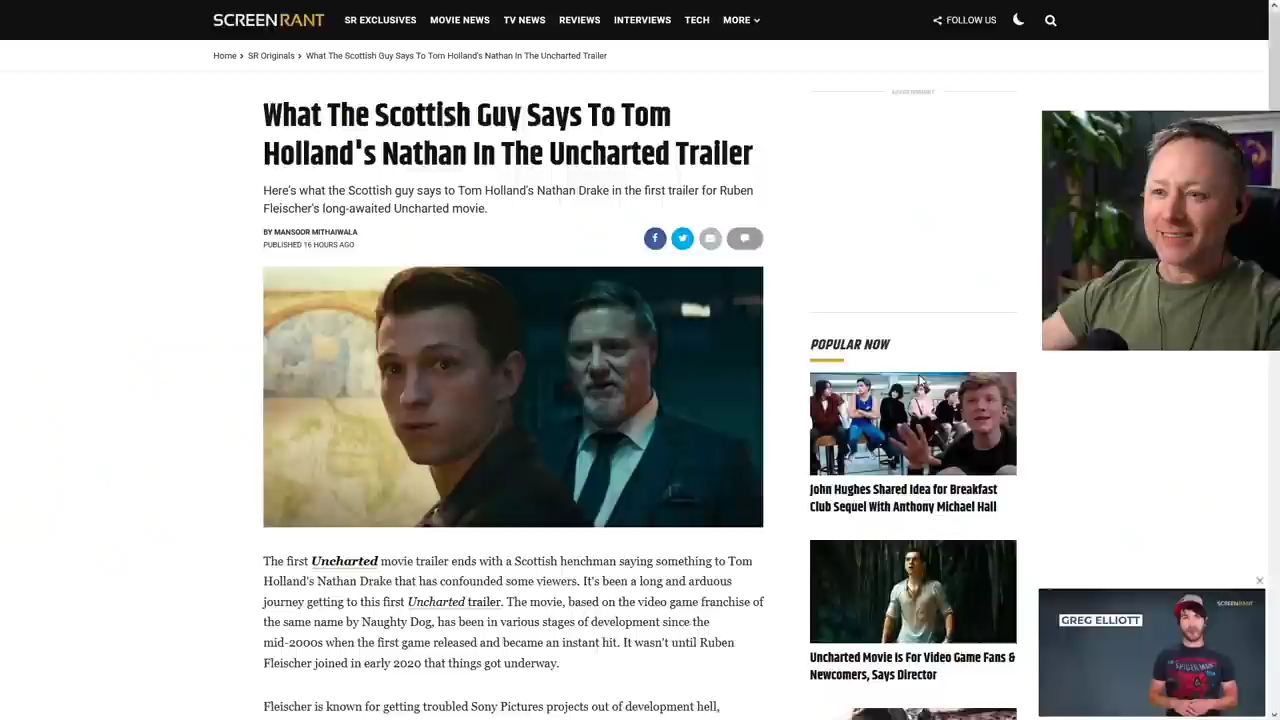 SCREENRANT
SR EXCLUSIVES
MOVIE NEWS
TV NEWS
REVIEWS
INTERVIEWS
TECH
MORE
FOLLOW US
Home › SR Originals › What The Scottish Guy Says To Tom Holland's Nathan In The Uncharted Trailer
What The Scottish Guy Says To Tom
Holland's Nathan In The Uncharted Trailer
Here's what the Scottish guy says to Tom Holland's Nathan Drake in the first trailer for Ruben
Fleischer's long-awaited Uncharted movie.
BY MANSOOR MITHAIWALA
PUBLISHED 16 HOURS AGO
The first Uncharted movie trailer ends with a Scottish henchman saying something to Tom
Holland's Nathan Drake that has confounded some viewers. It's been a long and arduous
journey getting to this first Uncharted trailer. The movie, based on the video game franchise of
the same name by Naughty Dog, has been in various stages of development since the
mid-2000s when the first game released and became an instant hit. It wasn't until Ruben
Fleischer joined in early 2020 that things got underway.
Fleischer is known for getting troubled Sony Pictures projects out of development hell,
ADVERTISEMENT
POPULAR NOW
John Hughes Shared Idea for Breakfast
Club Sequel With Anthony Michael Hall
Uncharted Movie Is For Video Game Fans &
Newcomers, Says Director
SCREENRANT
GREG ELLIOTT